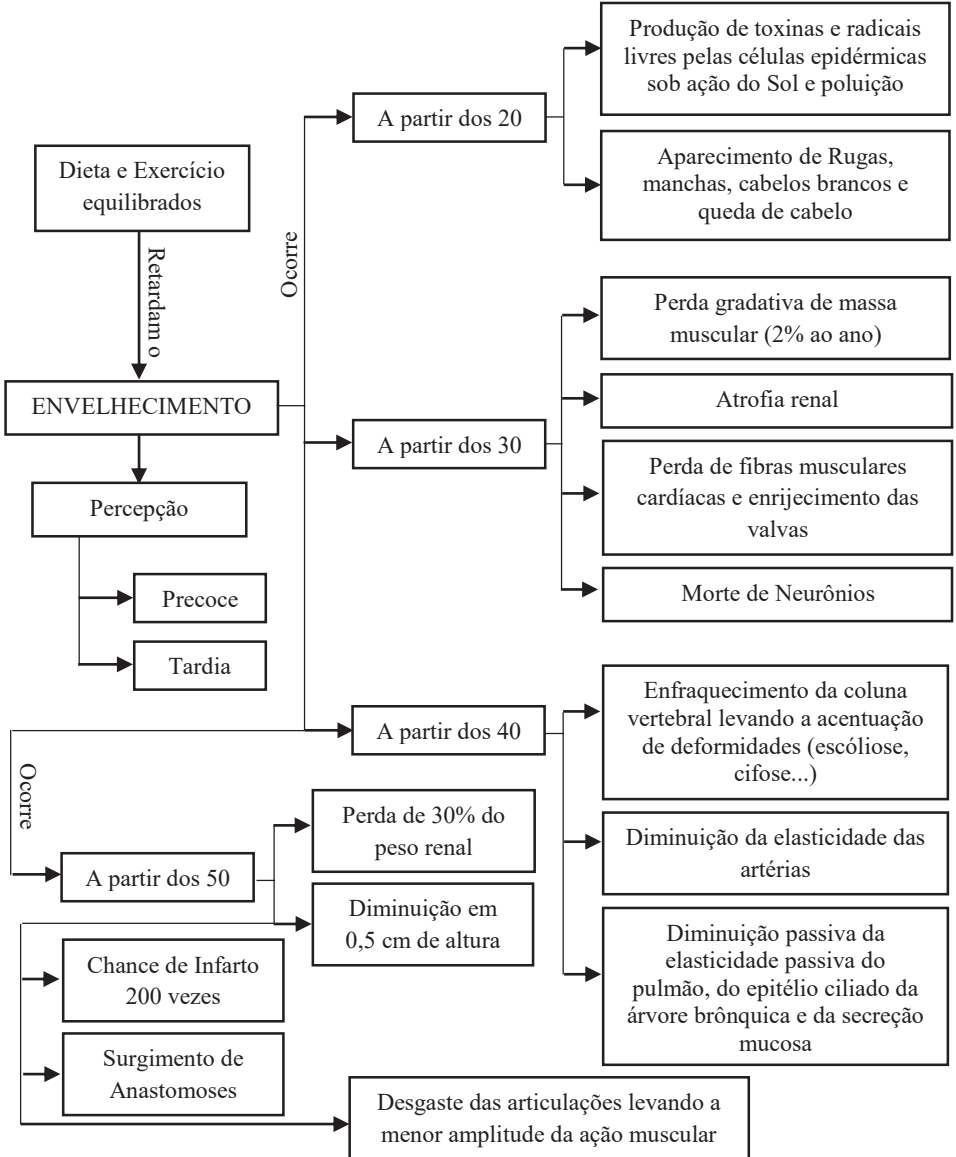 Dieta e Exercício
equilibrados
Retardam o
ENVELHECIMENTO
Percepção
Precoce
Tardia
Ocorre
A partir dos 20
Produção de toxinas e radicais
livres pelas células epidérmicas
sob ação do Sol e poluição
Aparecimento de Rugas,
manchas, cabelos brancos e
queda de cabelo
A partir dos 30
Perda gradativa de massa
muscular (2% ao ano)
Atrofia renal
Perda de fibras musculares
cardíacas e enrijecimento das
valvas
Morte de Neurônios
A partir dos 40
Enfraquecimento da coluna
vertebral levando a acentuação
de deformidades (escóliose,
cifose...)
Diminuição da elasticidade das
artérias
Diminuição passiva da
elasticidade passiva do
pulmão, do epitélio ciliado da
árvore brônquica e da secreção
mucosa
Ocorre
A partir dos 50
Perda de 30% do
peso renal
Diminuição em
0,5 cm de altura
Chance de Infarto
200 vezes
Surgimento de
Anastomoses
Desgaste das articulações levando a
menor amplitude da ação muscular